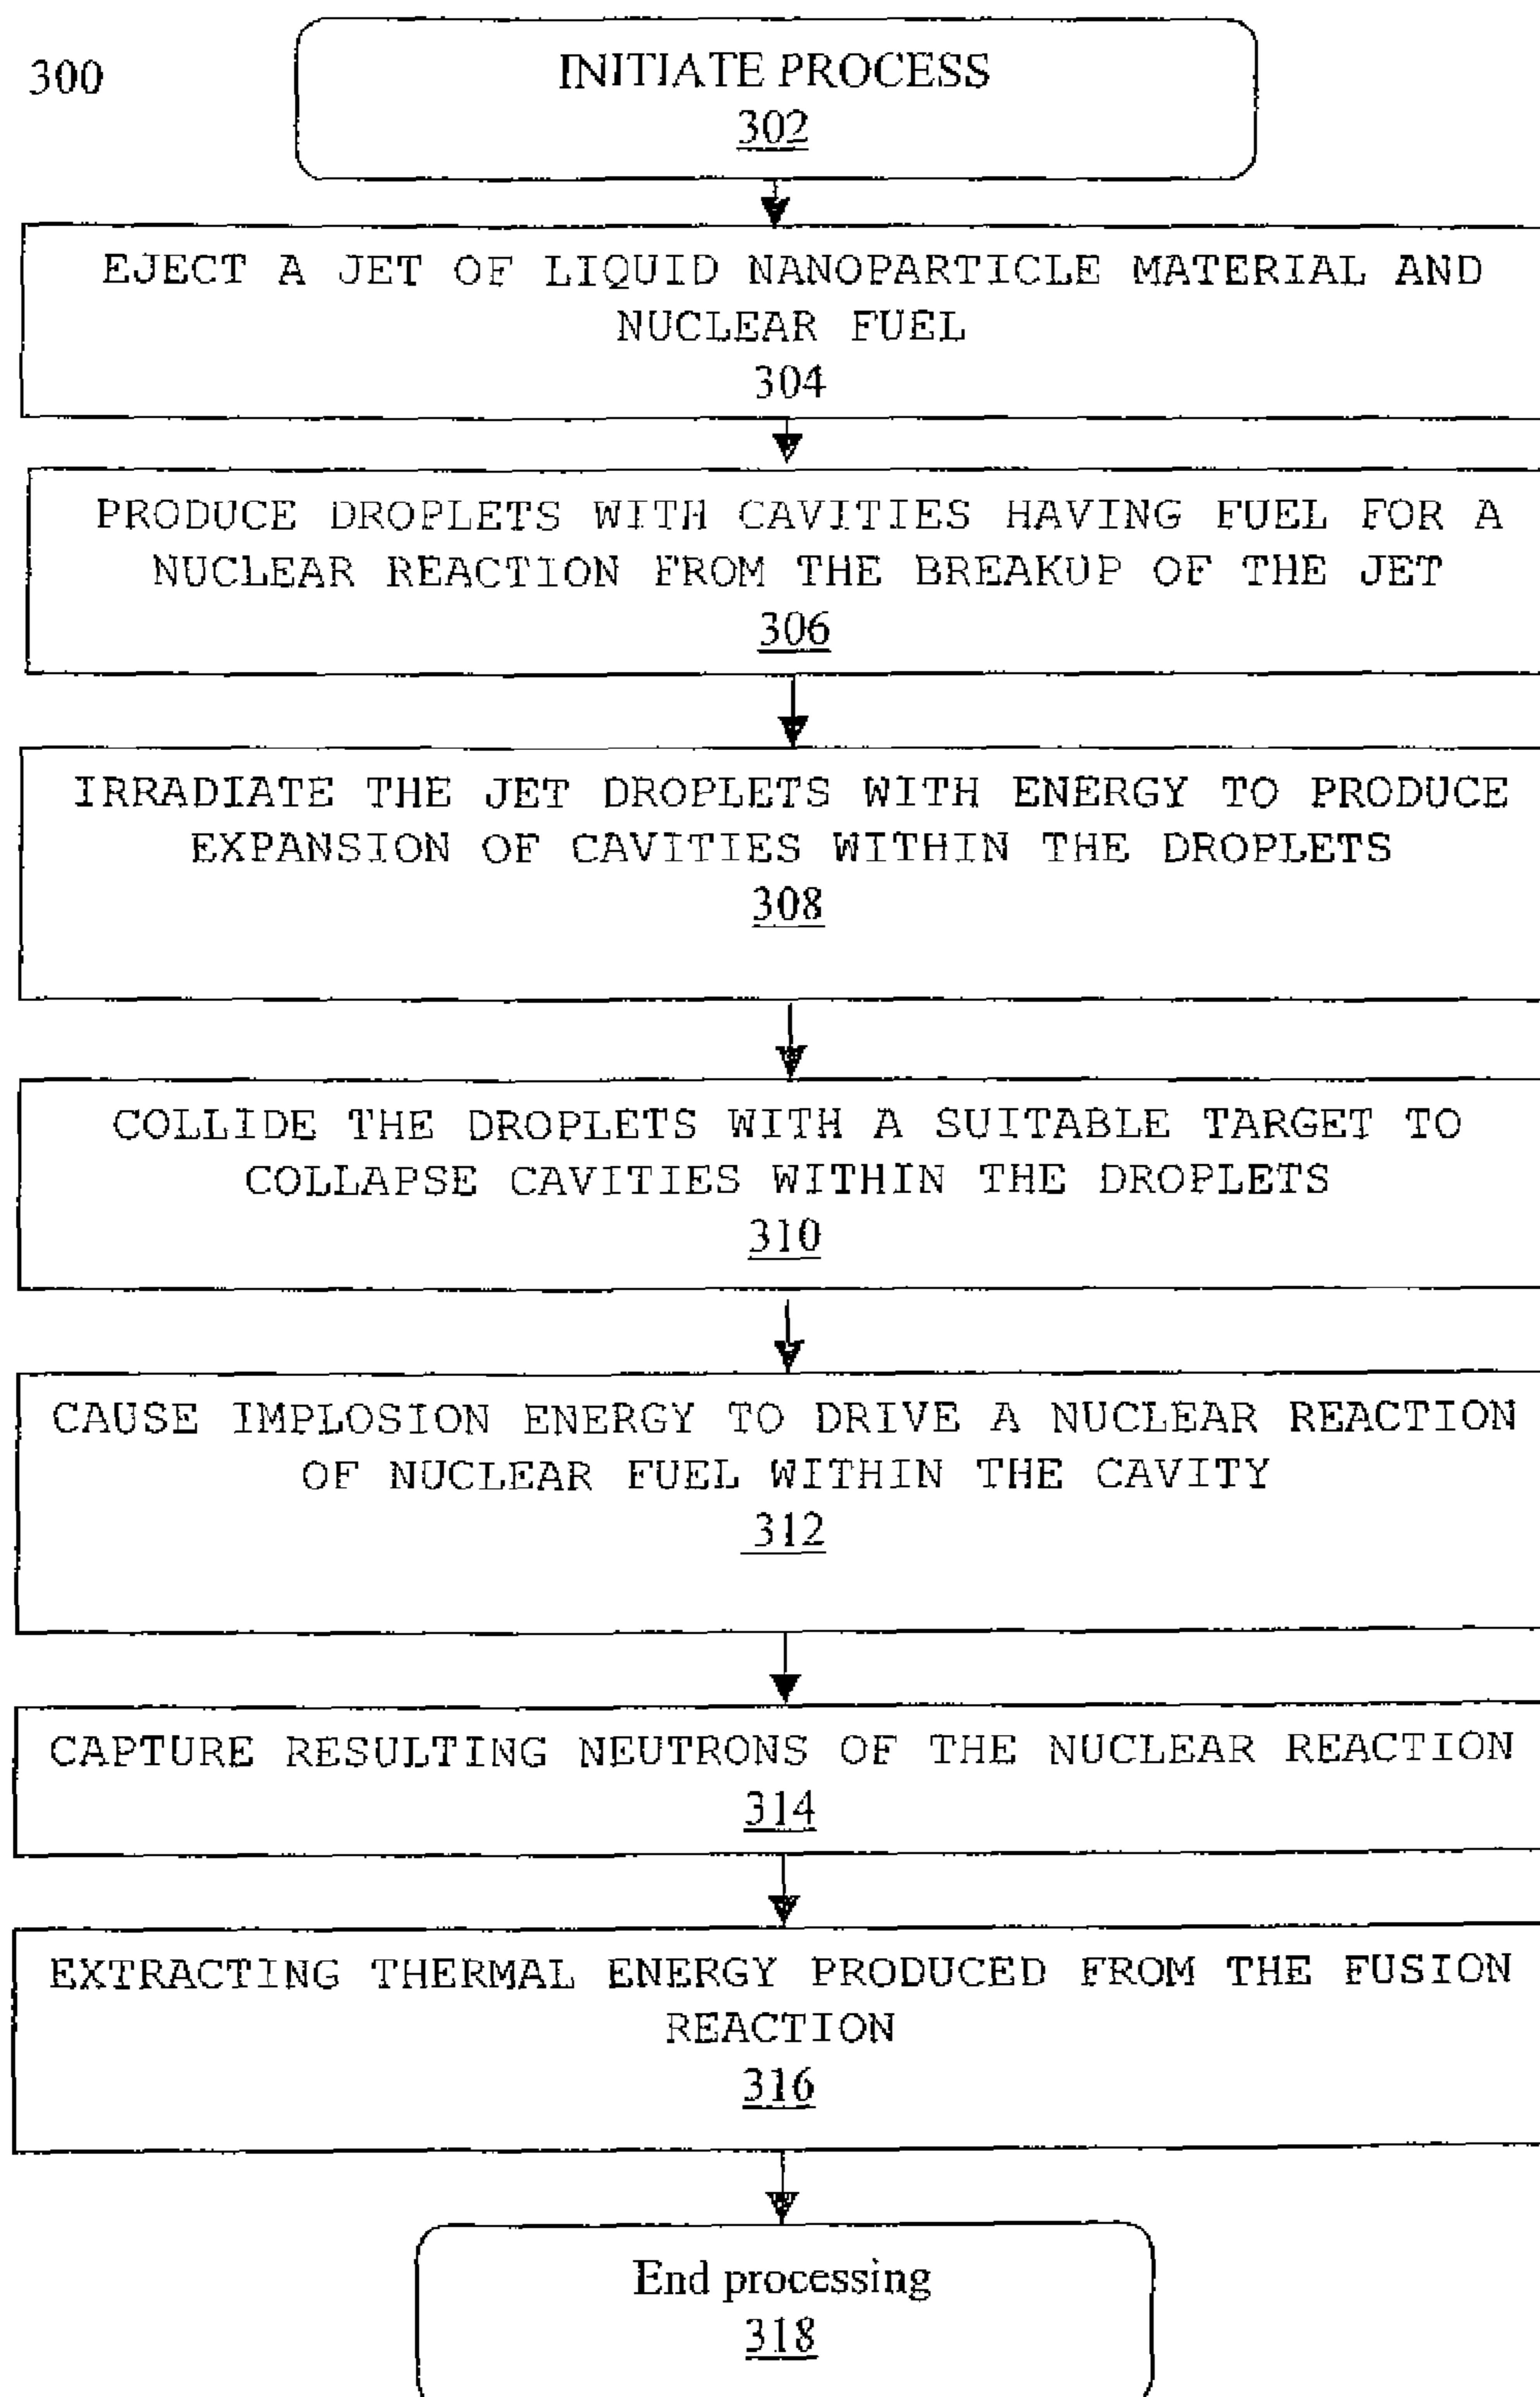 300
INITIATE PROCESS
302
EJECT A JET OF LIQUID NANOPARTICLE MATERIAL AND
NUCLEAR FUEL
304
PRODUCE DROPLETS WITH CAVITIES HAVING FUEL FOR A
NUCLEAR REACTION FROM THE BREAKUP OF THE JET
306
IRRADIATE THE JET DROPLETS WITH ENERGY TO PRODUCE
EXPANSION OF CAVITIES WITHIN THE DROPLETS
308
COLLIDE THE DROPLETS WITH A SUITABLE TARGET TO
COLLAPSE CAVITIES WITHIN THE DROPLETS
310
CAUSE IMPLOSION ENERGY TO DRIVE A NUCLEAR REACTION
OF NUCLEAR FUEL WITHIN THE CAVITY
312
CAPTURE RESULTING NEUTRONS OF THE NUCLEAR REACTION
314
EXTRACTING THERMAL ENERGY PRODUCED FROM THE FUSION
REACTION
316
End processing
318